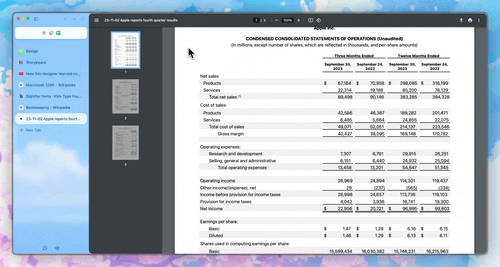 23-11-02 Apple reports fourth quarter results
1 / 3
100%
Design
Storyboard
How this designer learned in...
Macintosh 128K - Wikipedia
Signifier fonts - Klim Type Foun...
Bookkeeping - Wikipedia
23-11-02 Apple reports fourt...
+ New Tab
1
2
3
Apple Inc.
CONDENSED CONSOLIDATED STATEMENTS OF OPERATIONS (Unaudited)
(In millions, except number of shares, which are reflected in thousands, and per-share amounts)
Three Months Ended Twelve Months Ended
September 30, 2023 September 24, 2022 September 30, 2023 September 24, 2022
Net sales:
Products $ 67,184 $ 70,958 $ 298,085 $ 316,199
Services 22,314 19,188 85,200 78,129
Total net sales (1) 89,498 90,146 383,285 394,328
Cost of sales:
Products 42,586 46,387 189,282 201,471
Services 6,485 5,664 24,855 22,075
Total cost of sales 49,071 52,051 214,137 223,546
Gross margin 40,427 38,095 169,148 170,782
Operating expenses:
Research and development 7,307 6,761 29,915 26,251
Selling, general and administrative 6,151 6,440 24,932 25,094
Total operating expenses 13,458 13,201 54,847 51,345
Operating income 26,969 24,894 114,301 119,437
Other income/(expense), net 29 (237) (565) (334)
Income before provision for income taxes 26,998 24,657 113,736 119,103
Provision for income taxes 4,042 3,936 16,741 19,300
Net income $ 22,956 $ 20,721 $ 96,995 $ 99,803
Earnings per share:
Basic $ 1.47 $ 1.29 $ 6.16 $ 6.15
Diluted $ 1.46 $ 1.29 $ 6.13 $ 6.11
Shares used in computing earnings per share:
Basic 15,599,434 16,030,382 15,744,231 16,215,963